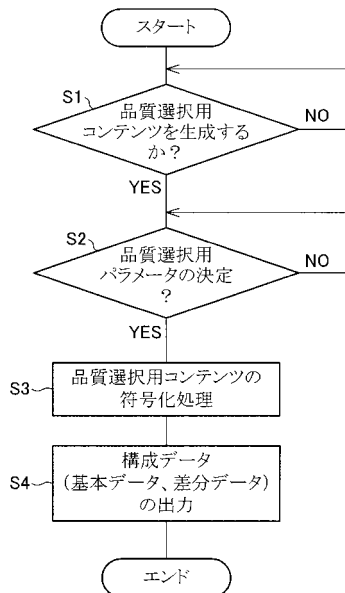 スタート
S1
品質選択用
コンテンツを生成する
か？
NO
YES
S2
品質選択用
パラメータの決定
？
NO
YES
S3
品質選択用コンテンツの
符号化処理
S4
構成データ
(基本データ、差分データ)
の出力
エンド